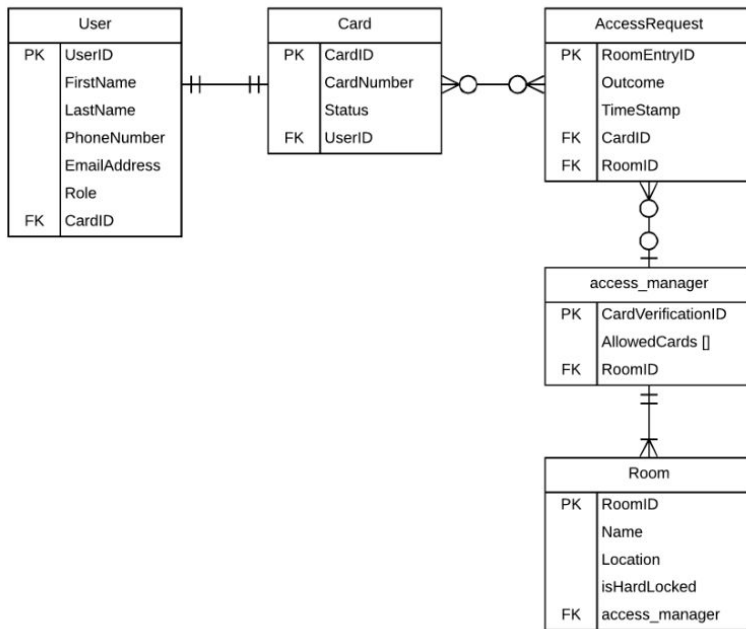 User
PK UserID
FirstName
LastName
PhoneNumber
EmailAddress
Role
FK CardID
Card
PK CardID
CardNumber
Status
FK UserID
AccessRequest
PK RoomEntryID
Outcome
TimeStamp
FK CardID
FK RoomID
access_manager
PK CardVerificationID
AllowedCards []
FK RoomID
Room
PK RoomID
Name
Location
isHardLocked
FK access_manager